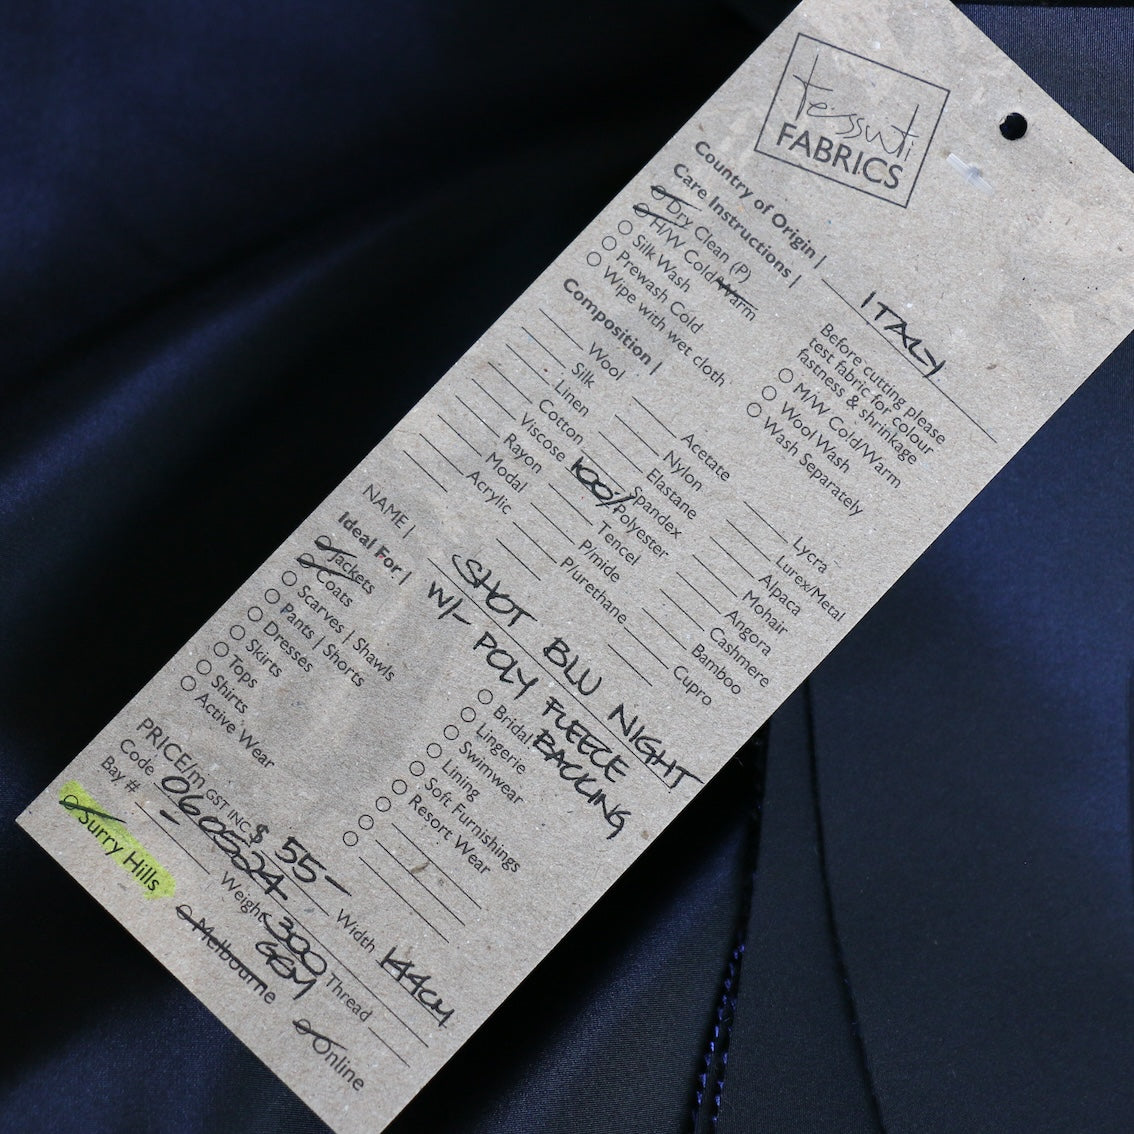 tessuti
FABRICS
Country of Origin | ITALY
Care Instructions |
Dry Clean (P)
H/W Cold/Warm
Silk Wash
Prewash Cold
Wipe with wet cloth
Before cutting please
test fabric for colour
fastness & shrinkage
M/W Cold/Warm
Wool Wash
Wash Separately
Composition |
Wool
Silk
Linen
Cotton
Viscose
Rayon
Modal
Acrylic
Acetate
Nylon
Elastane
Spandex
100% Polyester
Tencel
P/mide
P/urethane
Lycra
Lurex/Metal
Alpaca
Mohair
Angora
Cashmere
Bamboo
Cupro
NAME | SHOT BLU NIGHT
W/- POLY FLEECE
BACKING
Ideal For |
Jackets
Coats
Scarves | Shawls
Pants | Shorts
Dresses
Skirts
Tops
Shirts
Active Wear
Bridal
Lingerie
Swimwear
Lining
Soft Furnishings
Resort Wear
PRICE/m GST INC. $55- Width 144CM
Code 060524 Weight 300 GSM Thread
Bay #
Surry Hills
Melbourne
Online